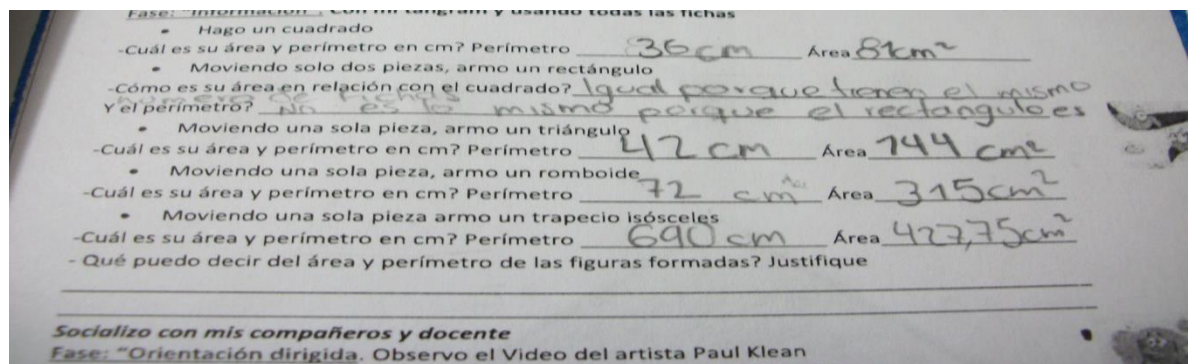 Fase: "Información". Con mi tangram y usando todas las fichas
• Hago un cuadrado
-Cuál es su área y perímetro en cm? Perímetro 36 cm Área 81cm²
• Moviendo solo dos piezas, armo un rectángulo
-Cómo es su área en relación con el cuadrado? Igual porque tienen el mismo
número de fichas
Y el perímetro? No es lo mismo porque el rectangulo es
• Moviendo una sola pieza, armo un triángulo
-Cuál es su área y perímetro en cm? Perímetro 42 cm Área 144 cm²
• Moviendo una sola pieza, armo un romboide
-Cuál es su área y perímetro en cm? Perímetro 72 cm Área 315cm²
• Moviendo una sola pieza armo un trapecio isósceles
-Cuál es su área y perímetro en cm? Perímetro 690 cm Área 427,75cm²
- Qué puedo decir del área y perímetro de las figuras formadas? Justifique
Socializo con mis compañeros y docente
Fase: "Orientación dirigida. Observo el Video del artista Paul Klean